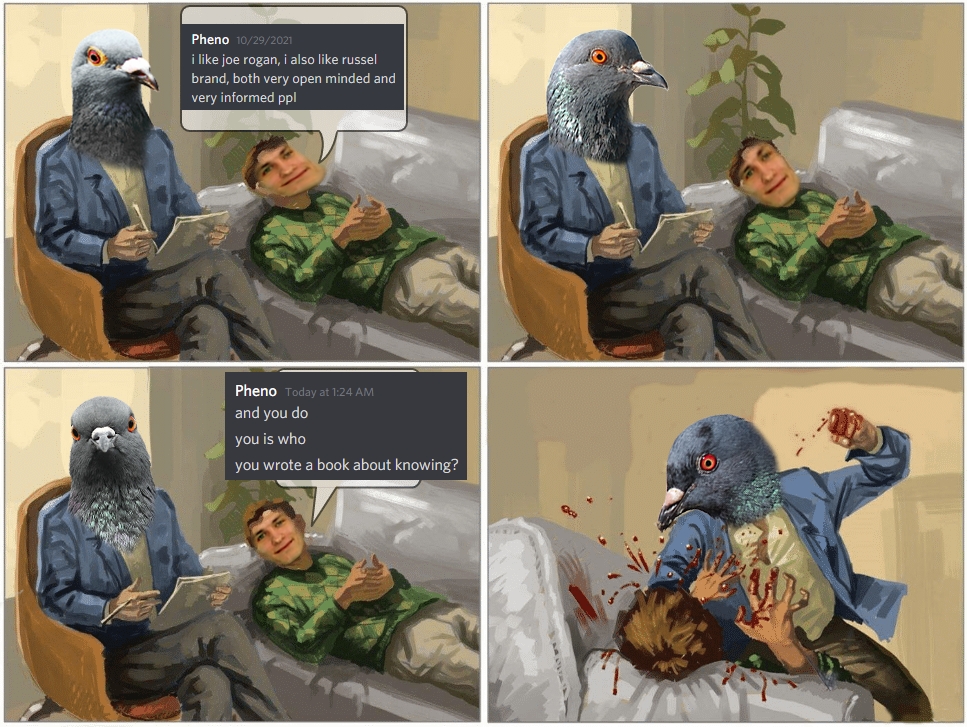 Pheno 10/29/2021
i like joe rogan, i also like russel
brand, both very open minded and
very informed ppl
Pheno Today at 1:24 AM
and you do
you is who
you wrote a book about knowing?